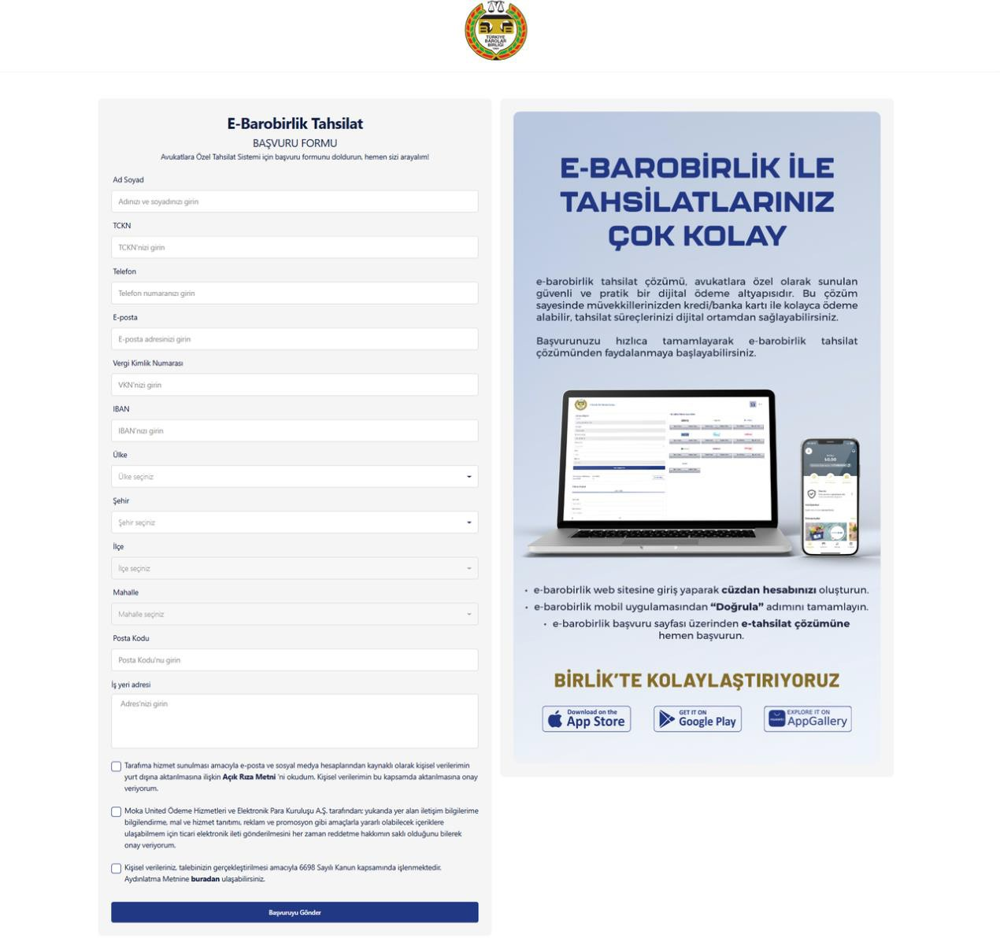 TÜRKİYE
BAROLAR
BİRLİĞİ
E-Barobirlik Tahsilat
BAŞVURU FORMU
Avukatlara Özel Tahsilat Sistemi için başvuru formunu doldurun, hemen sizi arayalım!
Ad Soyad
Adınızı ve soyadınızı girin
TCKN
TCKN'nizi girin
Telefon
Telefon numaranızı girin
E-posta
E-posta adresinizi girin
Vergi Kimlik Numarası
VKN'nizi girin
IBAN
IBAN'nızı girin
Ülke
Ülke seçiniz
Şehir
Şehir seçiniz
İlçe
İlçe seçiniz
Mahalle
Mahalle seçiniz
Posta Kodu
Posta Kodu'nu girin
İş yeri adresi
Adres'nizi girin
Tarafıma hizmet sunulması amacıyla e-posta ve sosyal medya hesaplarından kaynaklı olarak kişisel verilerimin
yurt dışına aktarılmasına ilişkin Açık Rıza Metni 'ni okudum. Kişisel verilerimin bu kapsamda aktarılmasına onay
veriyorum.
Moka United Ödeme Hizmetleri ve Elektronik Para Kuruluşu A.Ş. tarafından; yukarıda yer alan iletişim bilgilerime
bilgilendirme, mal ve hizmet tanıtımı, reklam ve promosyon gibi amaçlarla yararlı olabilecek içeriklere
ulaşabilmem için ticari elektronik ileti gönderilmesini her zaman reddetme hakkımın saklı olduğunu bilerek
onay veriyorum.
Kişisel verileriniz, talebinizin gerçekleştirilmesi amacıyla 6698 Sayılı Kanun kapsamında işlenmektedir.
Aydınlatma Metnine buradan ulaşabilirsiniz.
Başvuruyu Gönder
E-BAROBİRLİK İLE
TAHSİLATLARINIZ
ÇOK KOLAY
e-barobirlik tahsilat çözümü, avukatlara özel olarak sunulan
güvenli ve pratik bir dijital ödeme altyapısıdır. Bu çözüm
sayesinde müvekkillerinizden kredi/banka kartı ile kolayca ödeme
alabilir, tahsilat süreçlerinizi dijital ortamdan sağlayabilirsiniz.
Başvurunuzu hızlıca tamamlayarak e-barobirlik tahsilat
çözümünden faydalanmaya başlayabilirsiniz.
• e-barobirlik web sitesine giriş yaparak cüzdan hesabınızı oluşturun.
• e-barobirlik mobil uygulamasından “Doğrula” adımını tamamlayın.
• e-barobirlik başvuru sayfası üzerinden e-tahsilat çözümüne
hemen başvurun.
BİRLİK’TE KOLAYLAŞTIRIYORUZ
Download on the
App Store
GET IT ON
Google Play
EXPLORE IT ON
AppGallery